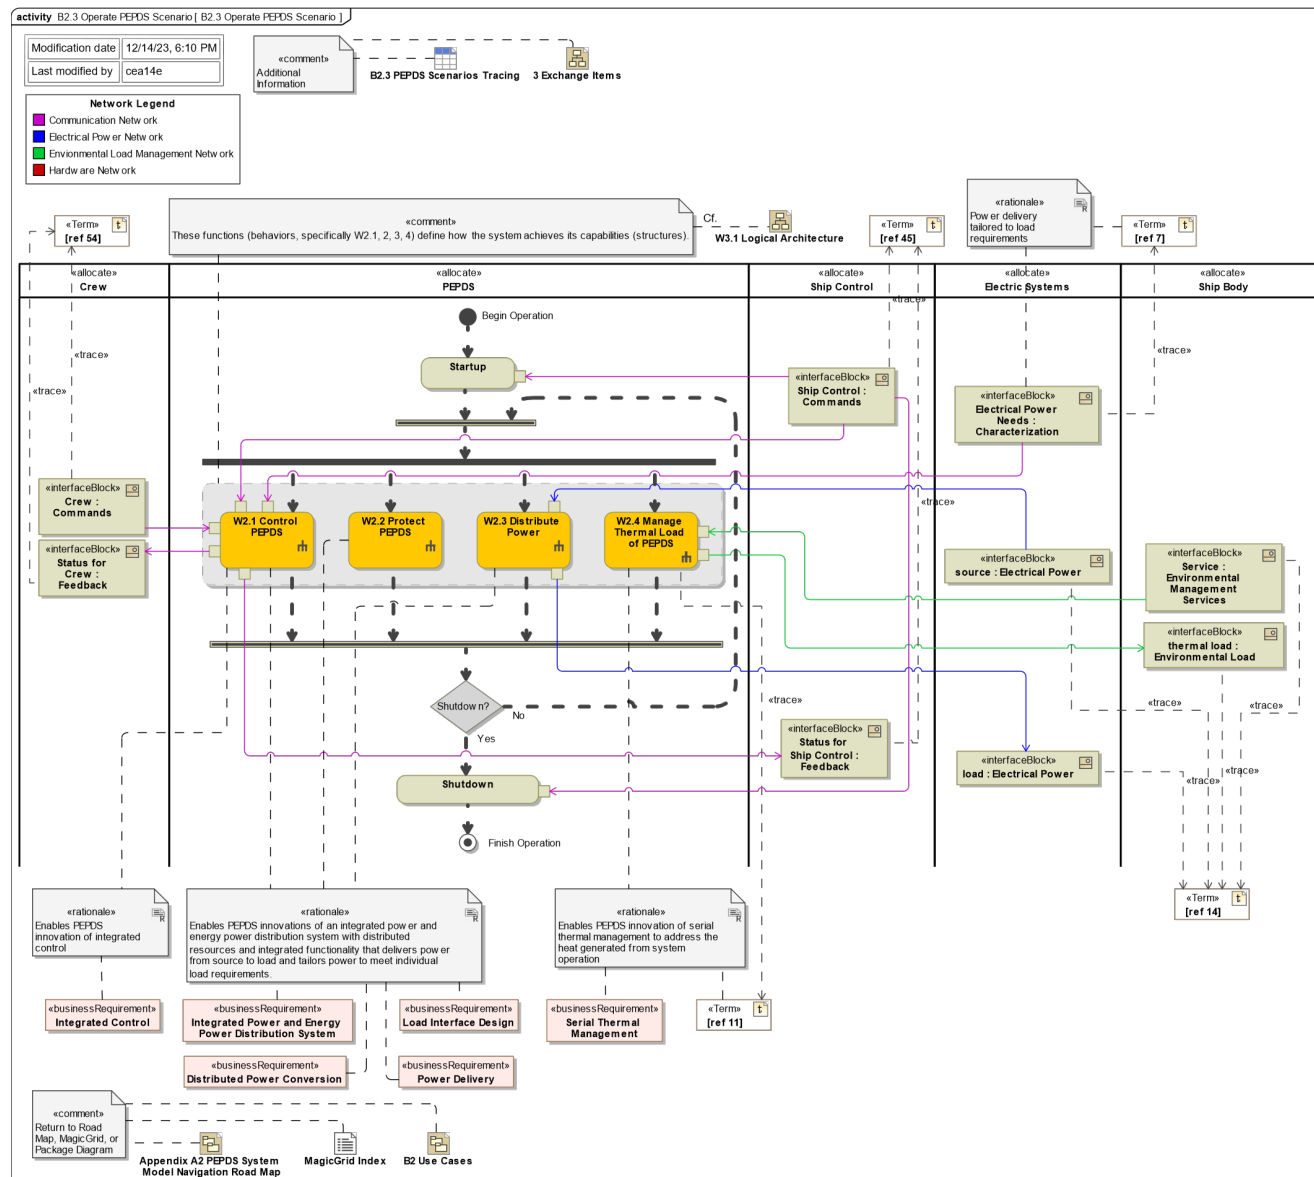 activity B2.3 Operate PEPDS Scenario [ B2.3 Operate PEPDS Scenario ]
Modification date 12/14/23, 6:10 PM
Last modified by cea14e
«comment»
Additional
Information
B2.3 PEPDS Scenarios Tracing
3 Exchange Items
Network Legend
Communication Network
Electrical Power Network
Envionmental Load Management Network
Hardware Network
«Term»
[ref 54]
«comment»
These functions (behaviors, specifically W2.1, 2, 3, 4) define how the system achieves its capabilities (structures).
Cf.
W3.1 Logical Architecture
«Term»
[ref 45]
«rationale»
Power delivery
tailored to load
requirements
«Term»
[ref 7]
«allocate»
Crew
«allocate»
PEPDS
«allocate»
Ship Control
«allocate»
Electric Systems
«allocate»
Ship Body
«trace»
«trace»
«trace»
«trace»
«trace»
Begin Operation
Startup
«interfaceBlock»
Ship Control :
Commands
«interfaceBlock»
Electrical Power
Needs :
Characterization
«interfaceBlock»
Crew :
Commands
«interfaceBlock»
Status for
Crew :
Feedback
W2.1 Control
PEPDS
W2.2 Protect
PEPDS
W2.3 Distribute
Power
W2.4 Manage
Thermal Load
of PEPDS
«interfaceBlock»
source : Electrical Power
«interfaceBlock»
Service :
Environmental
Management
Services
«interfaceBlock»
thermal load :
Environmental Load
Shutdown?
No
Yes
«trace»
«trace»
«trace»
«trace»
«trace»
«interfaceBlock»
Status for
Ship Control :
Feedback
«interfaceBlock»
load : Electrical Power
Shutdown
Finish Operation
«Term»
[ref 14]
«rationale»
Enables PEPDS
innovation of integrated
control
«rationale»
Enables PEPDS innovations of an integrated power and
energy power distribution system with distributed
resources and integrated functionality that delivers power
from source to load and tailors power to meet individual
load requirements.
«rationale»
Enables PEPDS innovation of serial
thermal management to address the
heat generated from system
operation
«businessRequirement»
Integrated Control
«businessRequirement»
Integrated Power and Energy
Power Distribution System
«businessRequirement»
Load Interface Design
«businessRequirement»
Serial Thermal
Management
«Term»
[ref 11]
«businessRequirement»
Distributed Power Conversion
«businessRequirement»
Power Delivery
«comment»
Return to Road
Map, MagicGrid, or
Package Diagram
Appendix A2 PEPDS System
Model Navigation Road Map
MagicGrid Index
B2 Use Cases